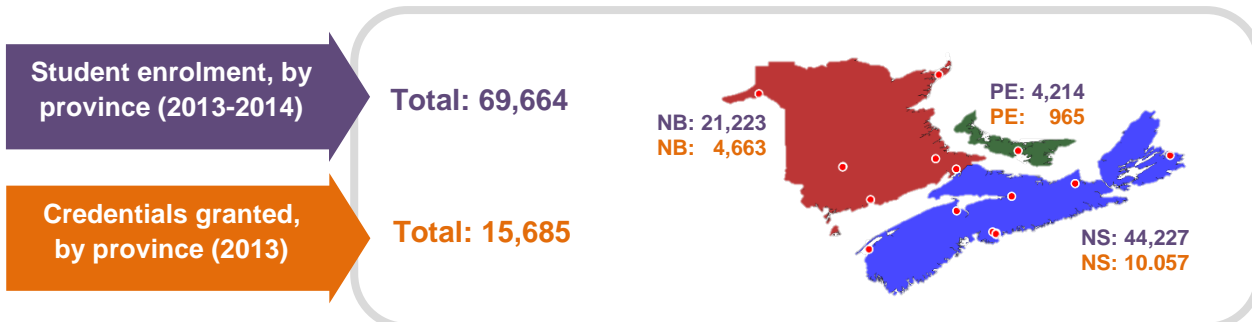 Student enrolment, by
province (2013-2014)
Total: 69,664
Credentials granted,
by province (2013)
Total: 15,685
NB: 21,223
NB: 4,663
PE: 4,214
PE: 965
NS: 44,227
NS: 10.057